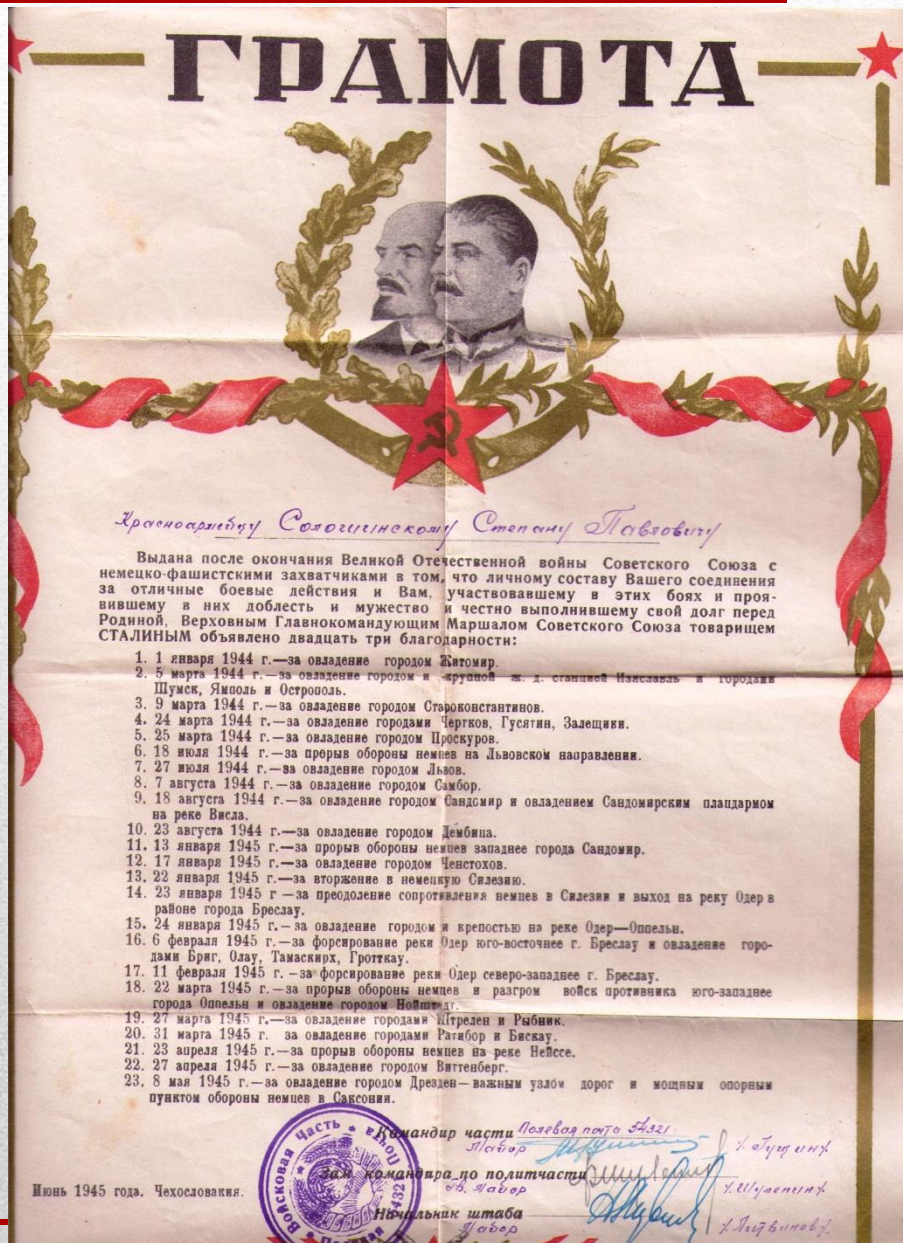 ГРАМОТА
Красноармейцу Сологшинскому Степану Павловичу
Выдана после окончания Великой Отечественной войны Советского Союза с
немецко-фашистскими захватчиками в том, что личному составу Вашего соединения
за отличные боевые действия и Вам, участвовавшему в этих боях и проя-
вившему в них доблесть и мужество и честно выполнившему свой долг перед
Родиной, Верховным Главнокомандующим Маршалом Советского Союза товарищем
СТАЛИНЫМ объявлено двадцать три благодарности:
1. 1 января 1944 г.—за овладение городом Житомир.
2. 5 марта 1944 г.—за овладение городом и крупной ж. д. станцией Изяславль и городами
Шумск, Ямполь и Острополь.
3. 9 марта 1944 г.—за овладение городом Староконстантинов.
4. 24 марта 1944 г.—за овладение городами Чертков, Гусятин, Залещики.
5. 25 марта 1944 г.—за овладение городом Проскуров.
6. 18 июля 1944 г.—за прорыв обороны немцев на Львовском направлении.
7. 27 июля 1944 г.—за овладение городом Львов.
8. 7 августа 1944 г.—за овладение городом Самбор.
9. 18 августа 1944 г.—за овладение городом Сандомир и овладением Сандомирским плацдармом
на реке Висла.
10. 23 августа 1944 г.—за овладение городом Дембица.
11. 13 января 1945 г.—за прорыв обороны немцев западнее города Сандомир.
12. 17 января 1945 г.—за овладение городом Ченстохов.
13. 22 января 1945 г.—за вторжение в немецкую Силезию.
14. 23 января 1945 г —за преодоление сопротивления немцев в Силезии и выход на реку Одер в
районе города Бреслау.
15. 24 января 1945 г.—за овладение городом и крепостью на реке Одер—Оппельн.
16. 6 февраля 1945 г.—за форсирование реки Одер юго-восточнее г. Бреслау и овладение горо-
дами Бриг, Олау, Тамаскирх, Гротткау.
17. 11 февраля 1945 г. —за форсирование реки Одер северо-западнее г. Бреслау.
18. 22 марта 1945 г.—за прорыв обороны немцев и разгром войск противника юго-западнее
города Оппельн и овладение городом Нойштадт.
19. 27 марта 1945 г.—за овладение городами Штрелен и Рыбник.
20. 31 марта 1945 г. за овладение городами Ратибор и Бискау.
21. 23 апреля 1945 г.—за прорыв обороны немцев на реке Нейссе.
22. 27 апреля 1945 г.—за овладение городом Виттенберг.
23. 8 мая 1945 г.—за овладение городом Дрезден—важным узлом дорог и мощным опорным
пунктом обороны немцев в Саксонии.
Командир части Полевая почта 54321
Майор
Зам. командира по политчасти
Гв. Майор
Июнь 1945 года. Чехословакия.
Начальник штаба
Майор /Литвинов/
Войсковая часть Полевая Почта 54321